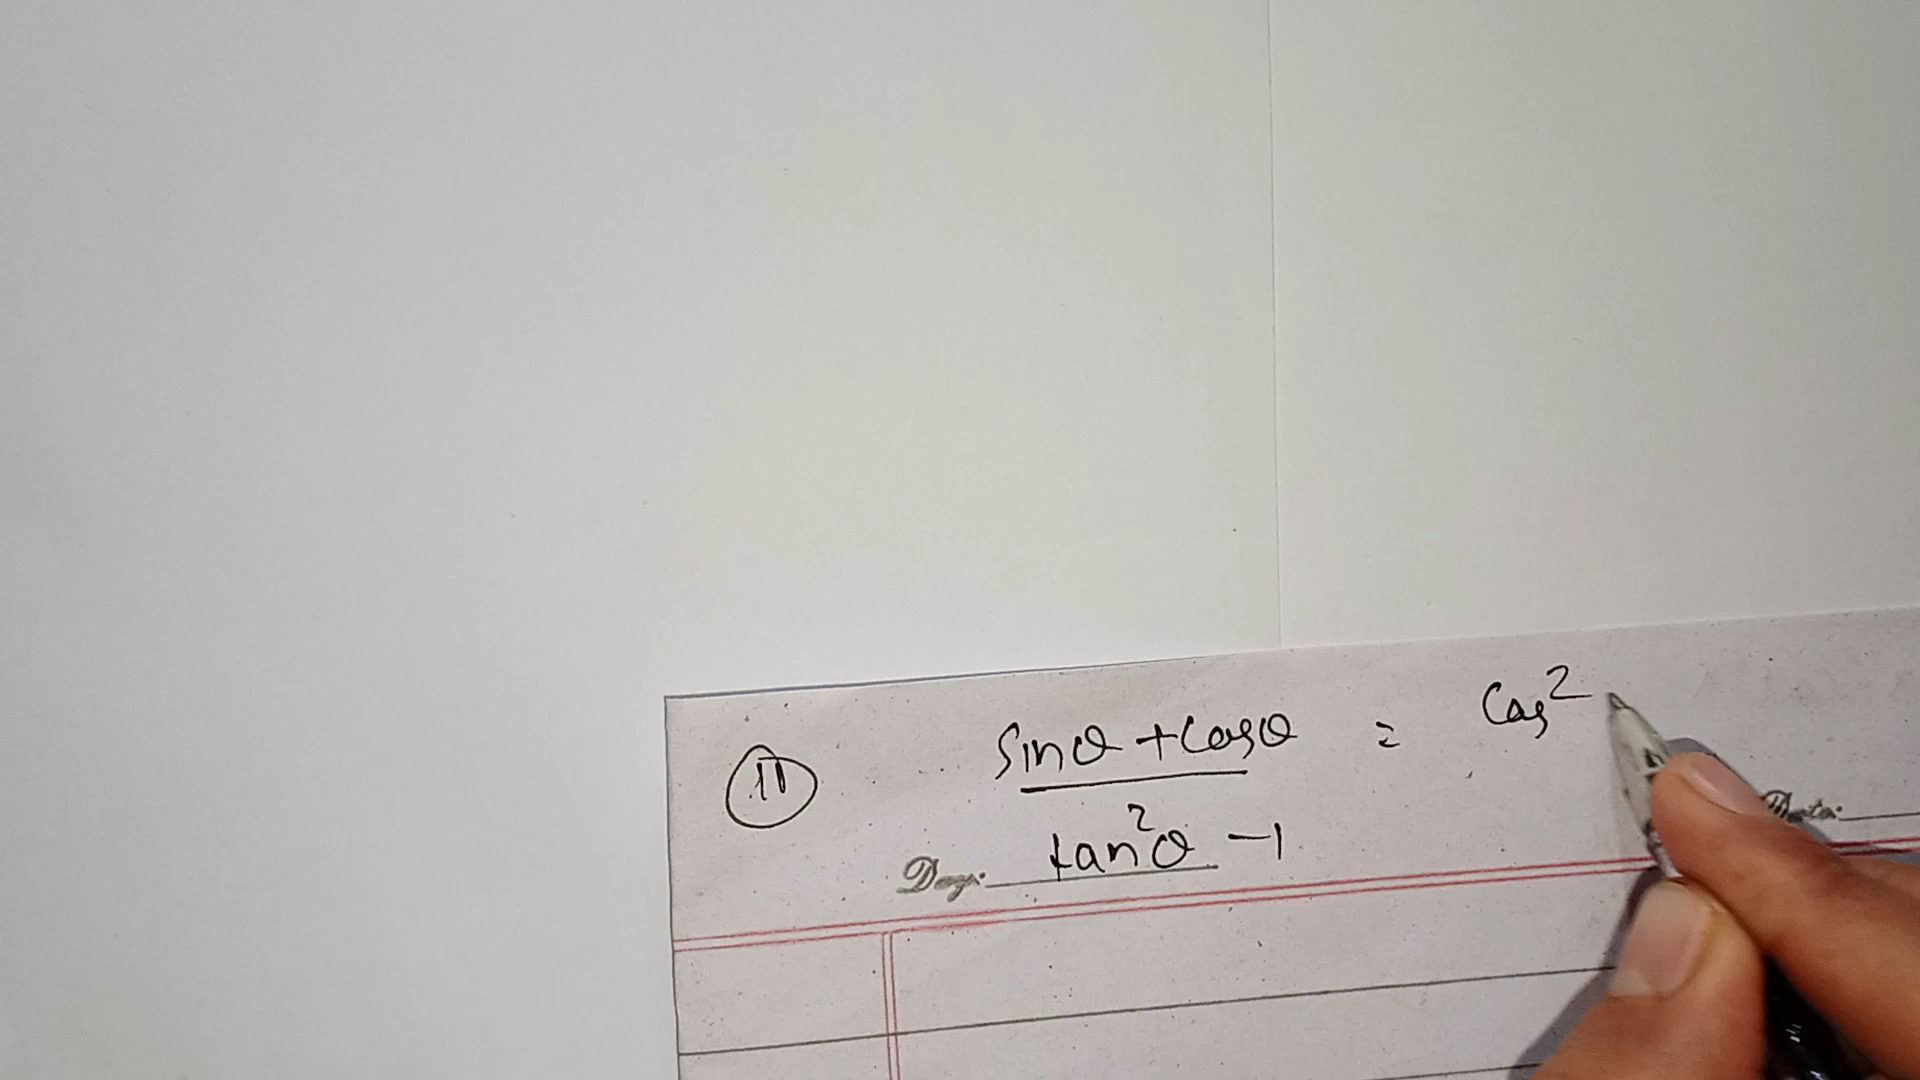 11 sinθ + cosθ = cos²
tan²θ - 1
Day:
Date: